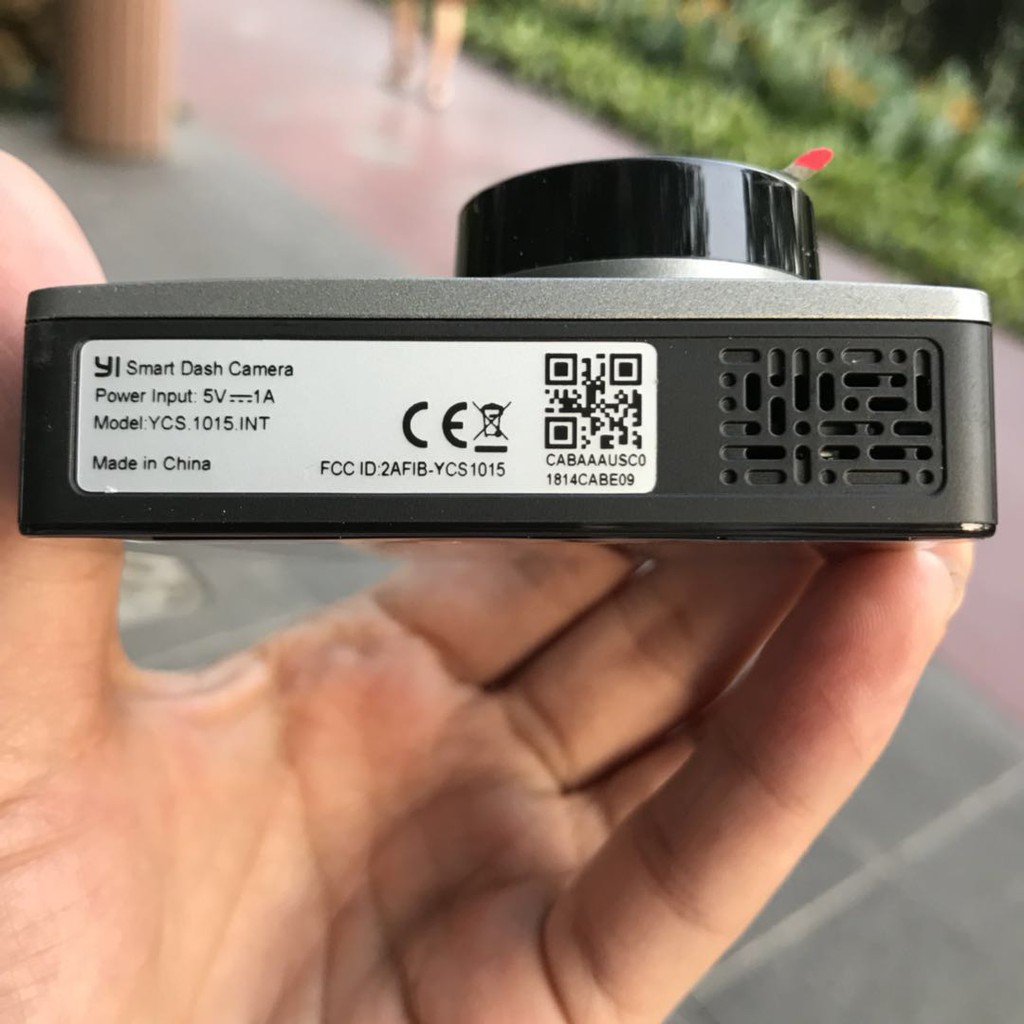 YI Smart Dash Camera
Power Input: 5V⎓1A
Model:YCS.1015.INT
Made in China
CE
FCC ID:2AFIB-YCS1015
CABAAAUSC0
1814CABE09